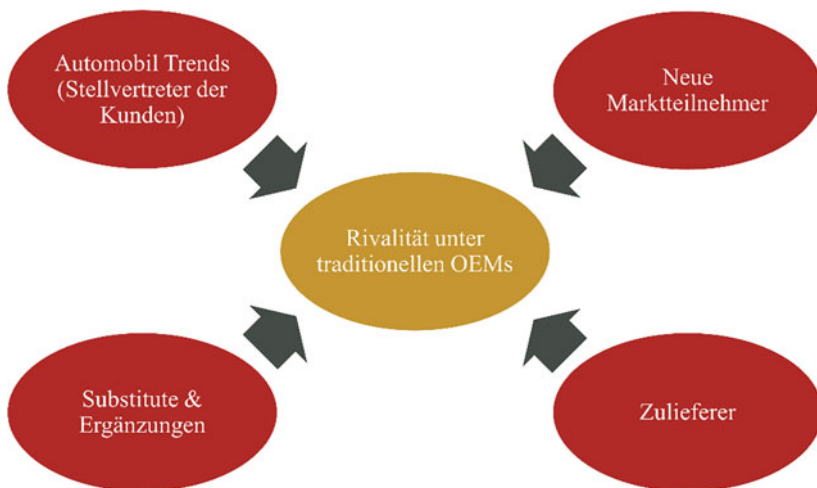 Automobil Trends
(Stellvertreter der
Kunden)
Neue
Marktteilnehmer
Rivalität unter
traditionellen OEMs
Substitute &
Ergänzungen
Zulieferer